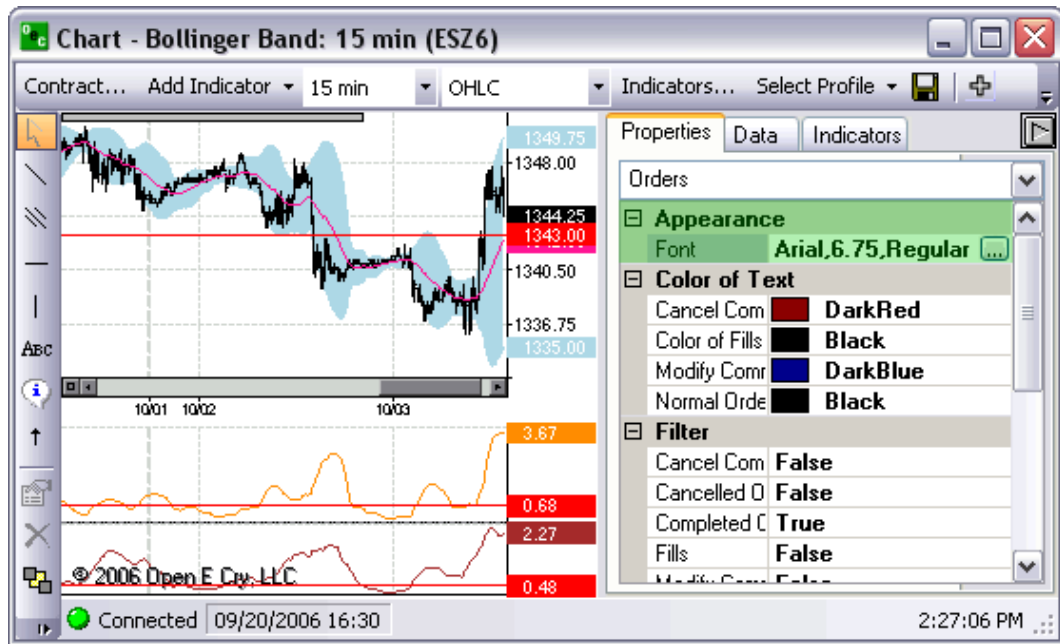 Chart - Bollinger Band: 15 min (ESZ6)
Contract... Add Indicator 15 min OHLC Indicators... Select Profile
Properties Data Indicators
Orders
Appearance
Font Arial,6.75,Regular ...
Color of Text
Cancel Com DarkRed
Color of Fills Black
Modify Comr DarkBlue
Normal Orde Black
Filter
Cancel Com False
Cancelled O False
Completed C True
Fills False
Modify Com False
ABC
1349.75
1348.00
1344.25
1343.00
1340.50
1336.75
1335.00
10/01 10/02 10/03
3.67
0.68
2.27
0.48
© 2006 Open E Cry, LLC
Connected 09/20/2006 16:30 2:27:06 PM